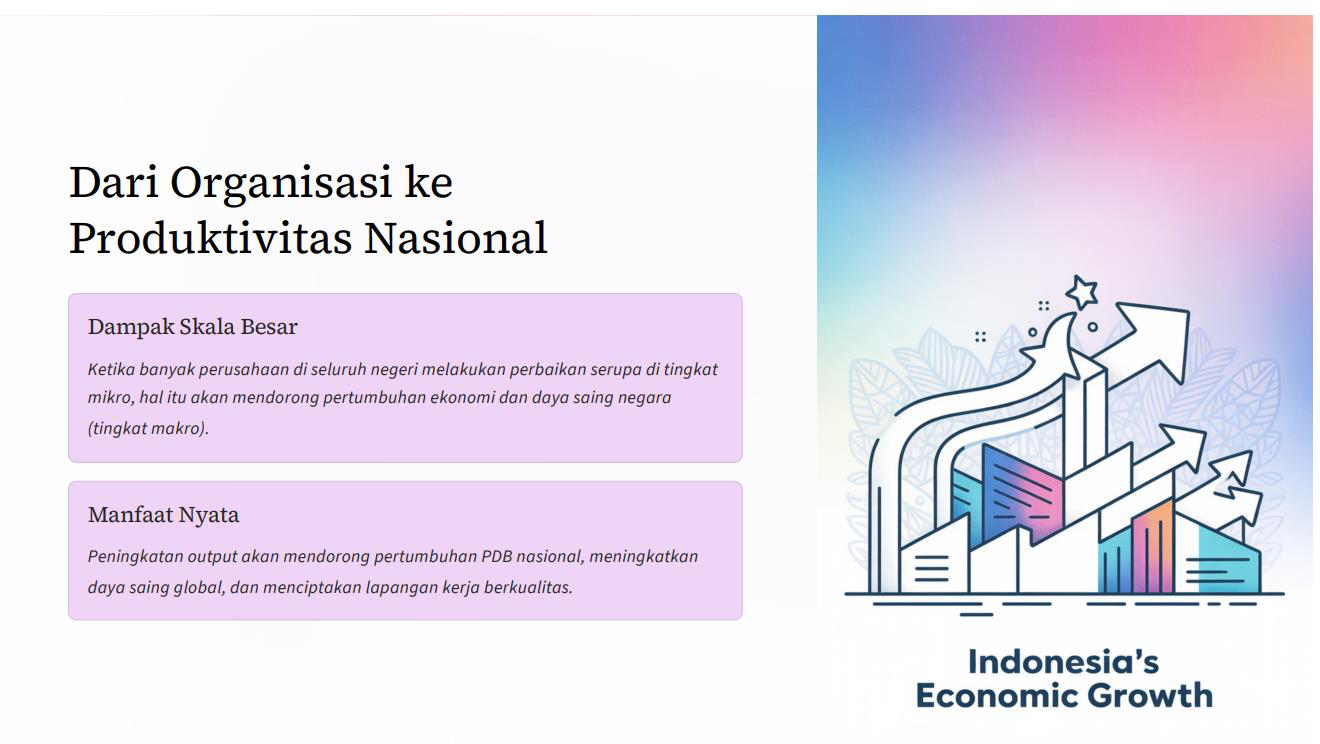 Dari Organisasi ke
Produktivitas Nasional
Dampak Skala Besar
Ketika banyak perusahaan di seluruh negeri melakukan perbaikan serupa di tingkat
mikro, hal itu akan mendorong pertumbuhan ekonomi dan daya saing negara
(tingkat makro).
Manfaat Nyata
Peningkatan output akan mendorong pertumbuhan PDB nasional, meningkatkan
daya saing global, dan menciptakan lapangan kerja berkualitas.
Indonesia's
Economic Growth